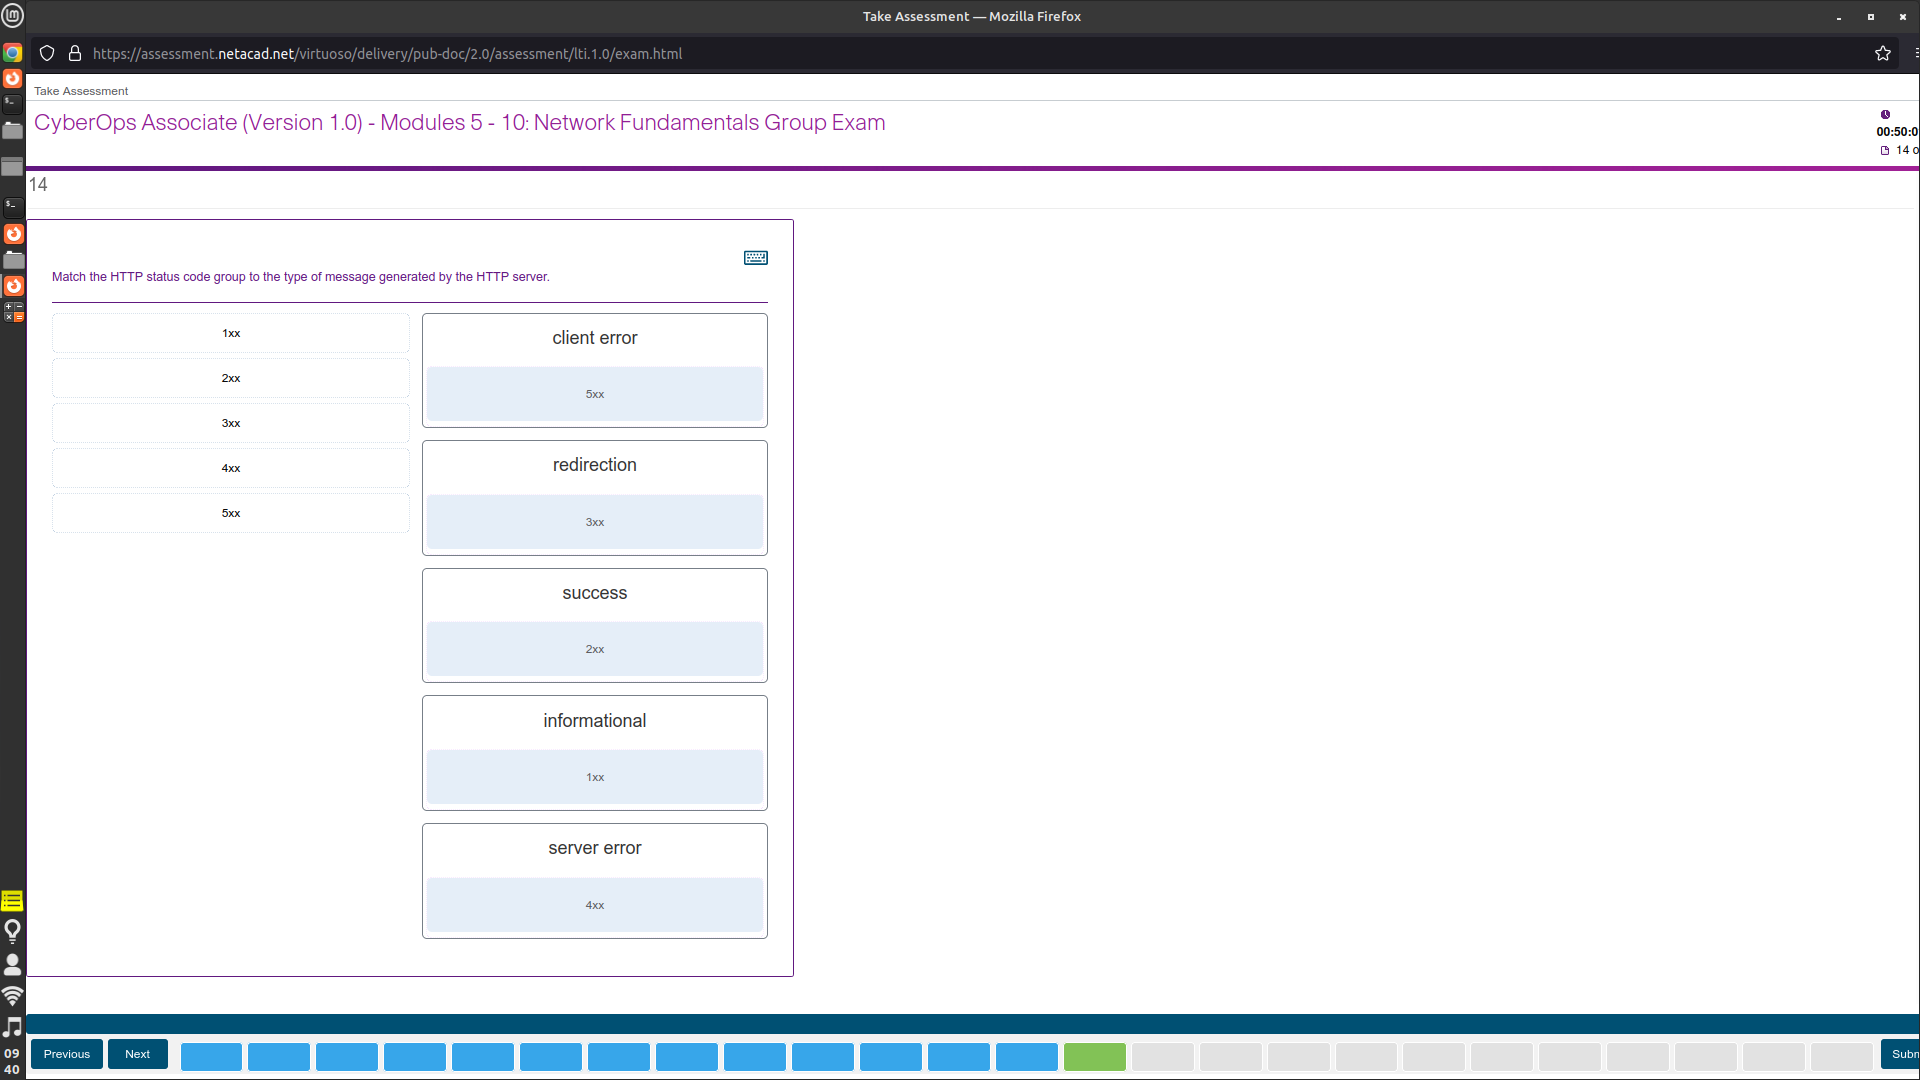 Take Assessment — Mozilla Firefox
https://assessment.netacad.net/virtuoso/delivery/pub-doc/2.0/assessment/lti.1.0/exam.html
Take Assessment
CyberOps Associate (Version 1.0) - Modules 5 - 10: Network Fundamentals Group Exam
00:50:0
14 o
14
Match the HTTP status code group to the type of message generated by the HTTP server.
1xx
2xx
3xx
4xx
5xx
client error
5xx
redirection
3xx
success
2xx
informational
1xx
server error
4xx
Previous
Next
Subm
09
40